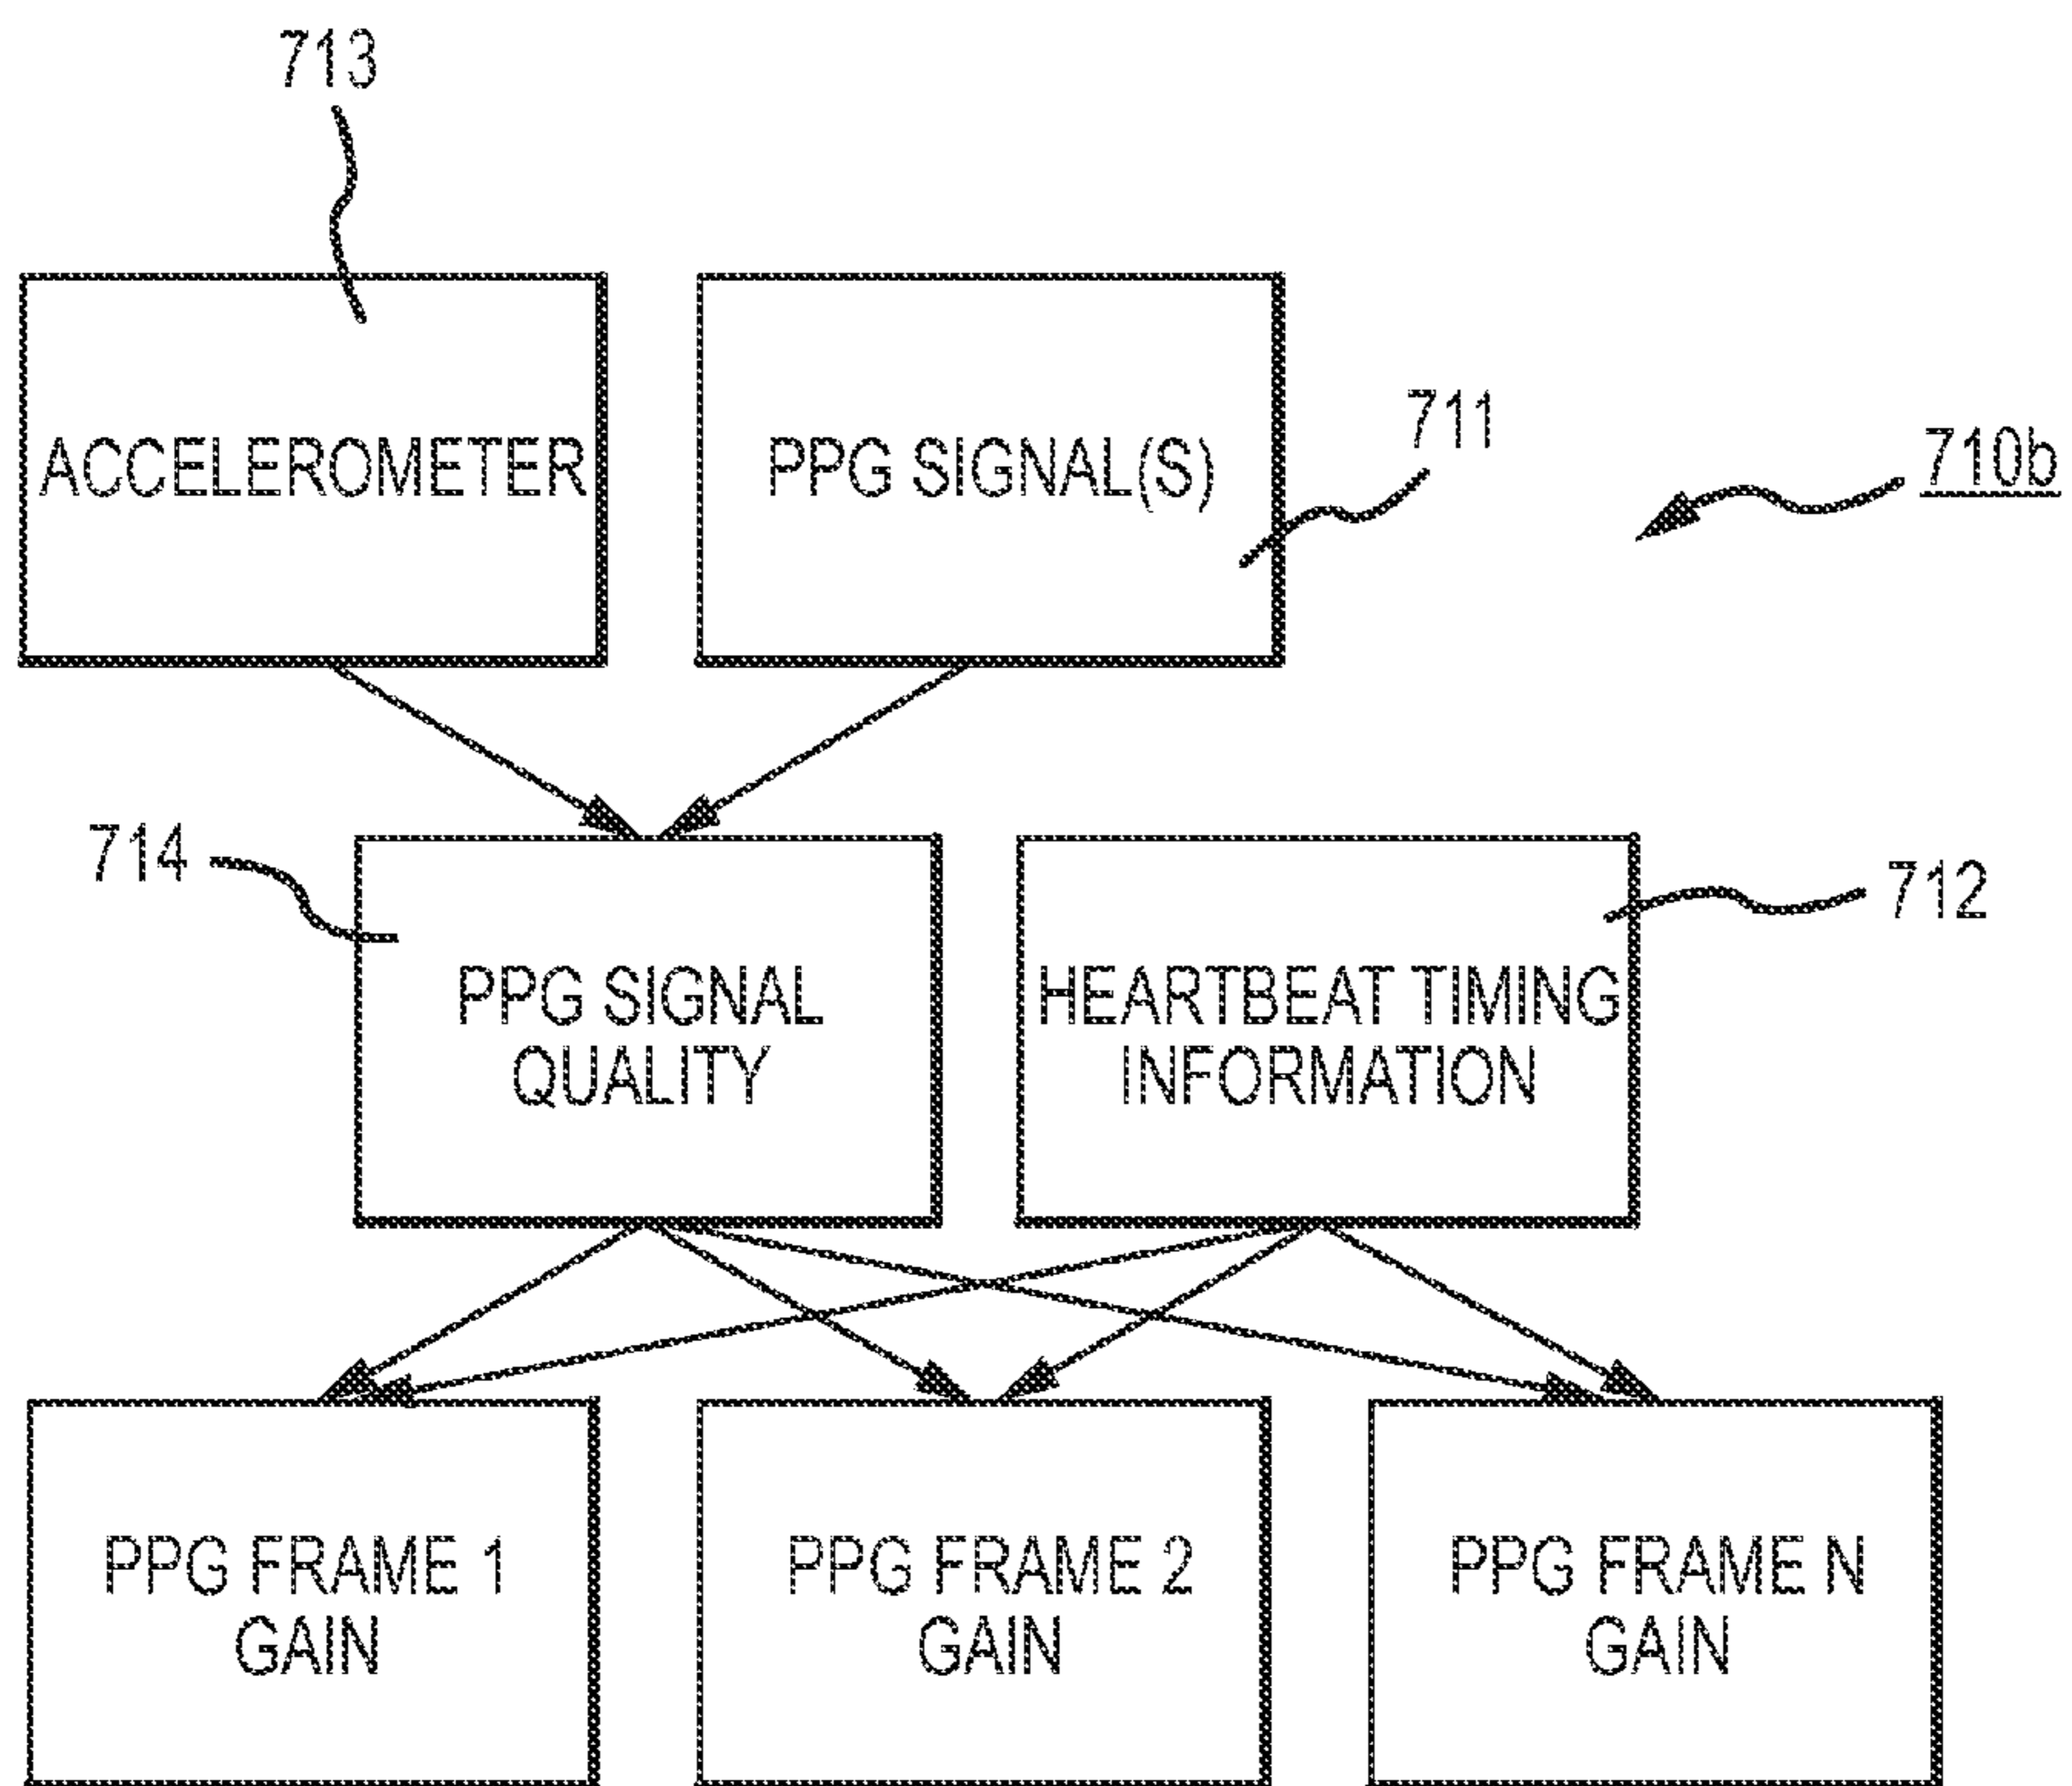 713
711
710b
ACCELEROMETER
PPG SIGNAL(S)
714
712
PPG SIGNAL
QUALITY
HEARTBEAT TIMING
INFORMATION
PPG FRAME 1
GAIN
PPG FRAME 2
GAIN
PPG FRAME N
GAIN